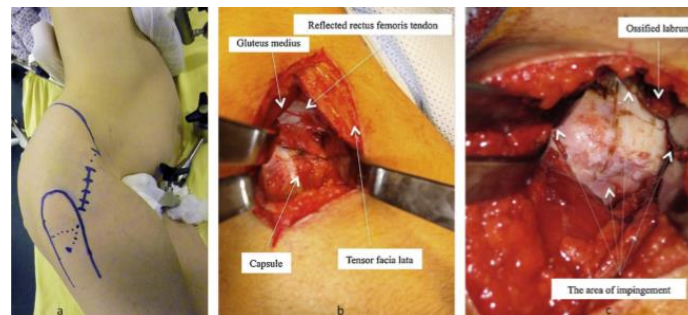 Reflected rectus femoris tendon
Gluteus medius
Ossified labrum
Capsule
Tensor facia lata
The area of impingement
a
b
c